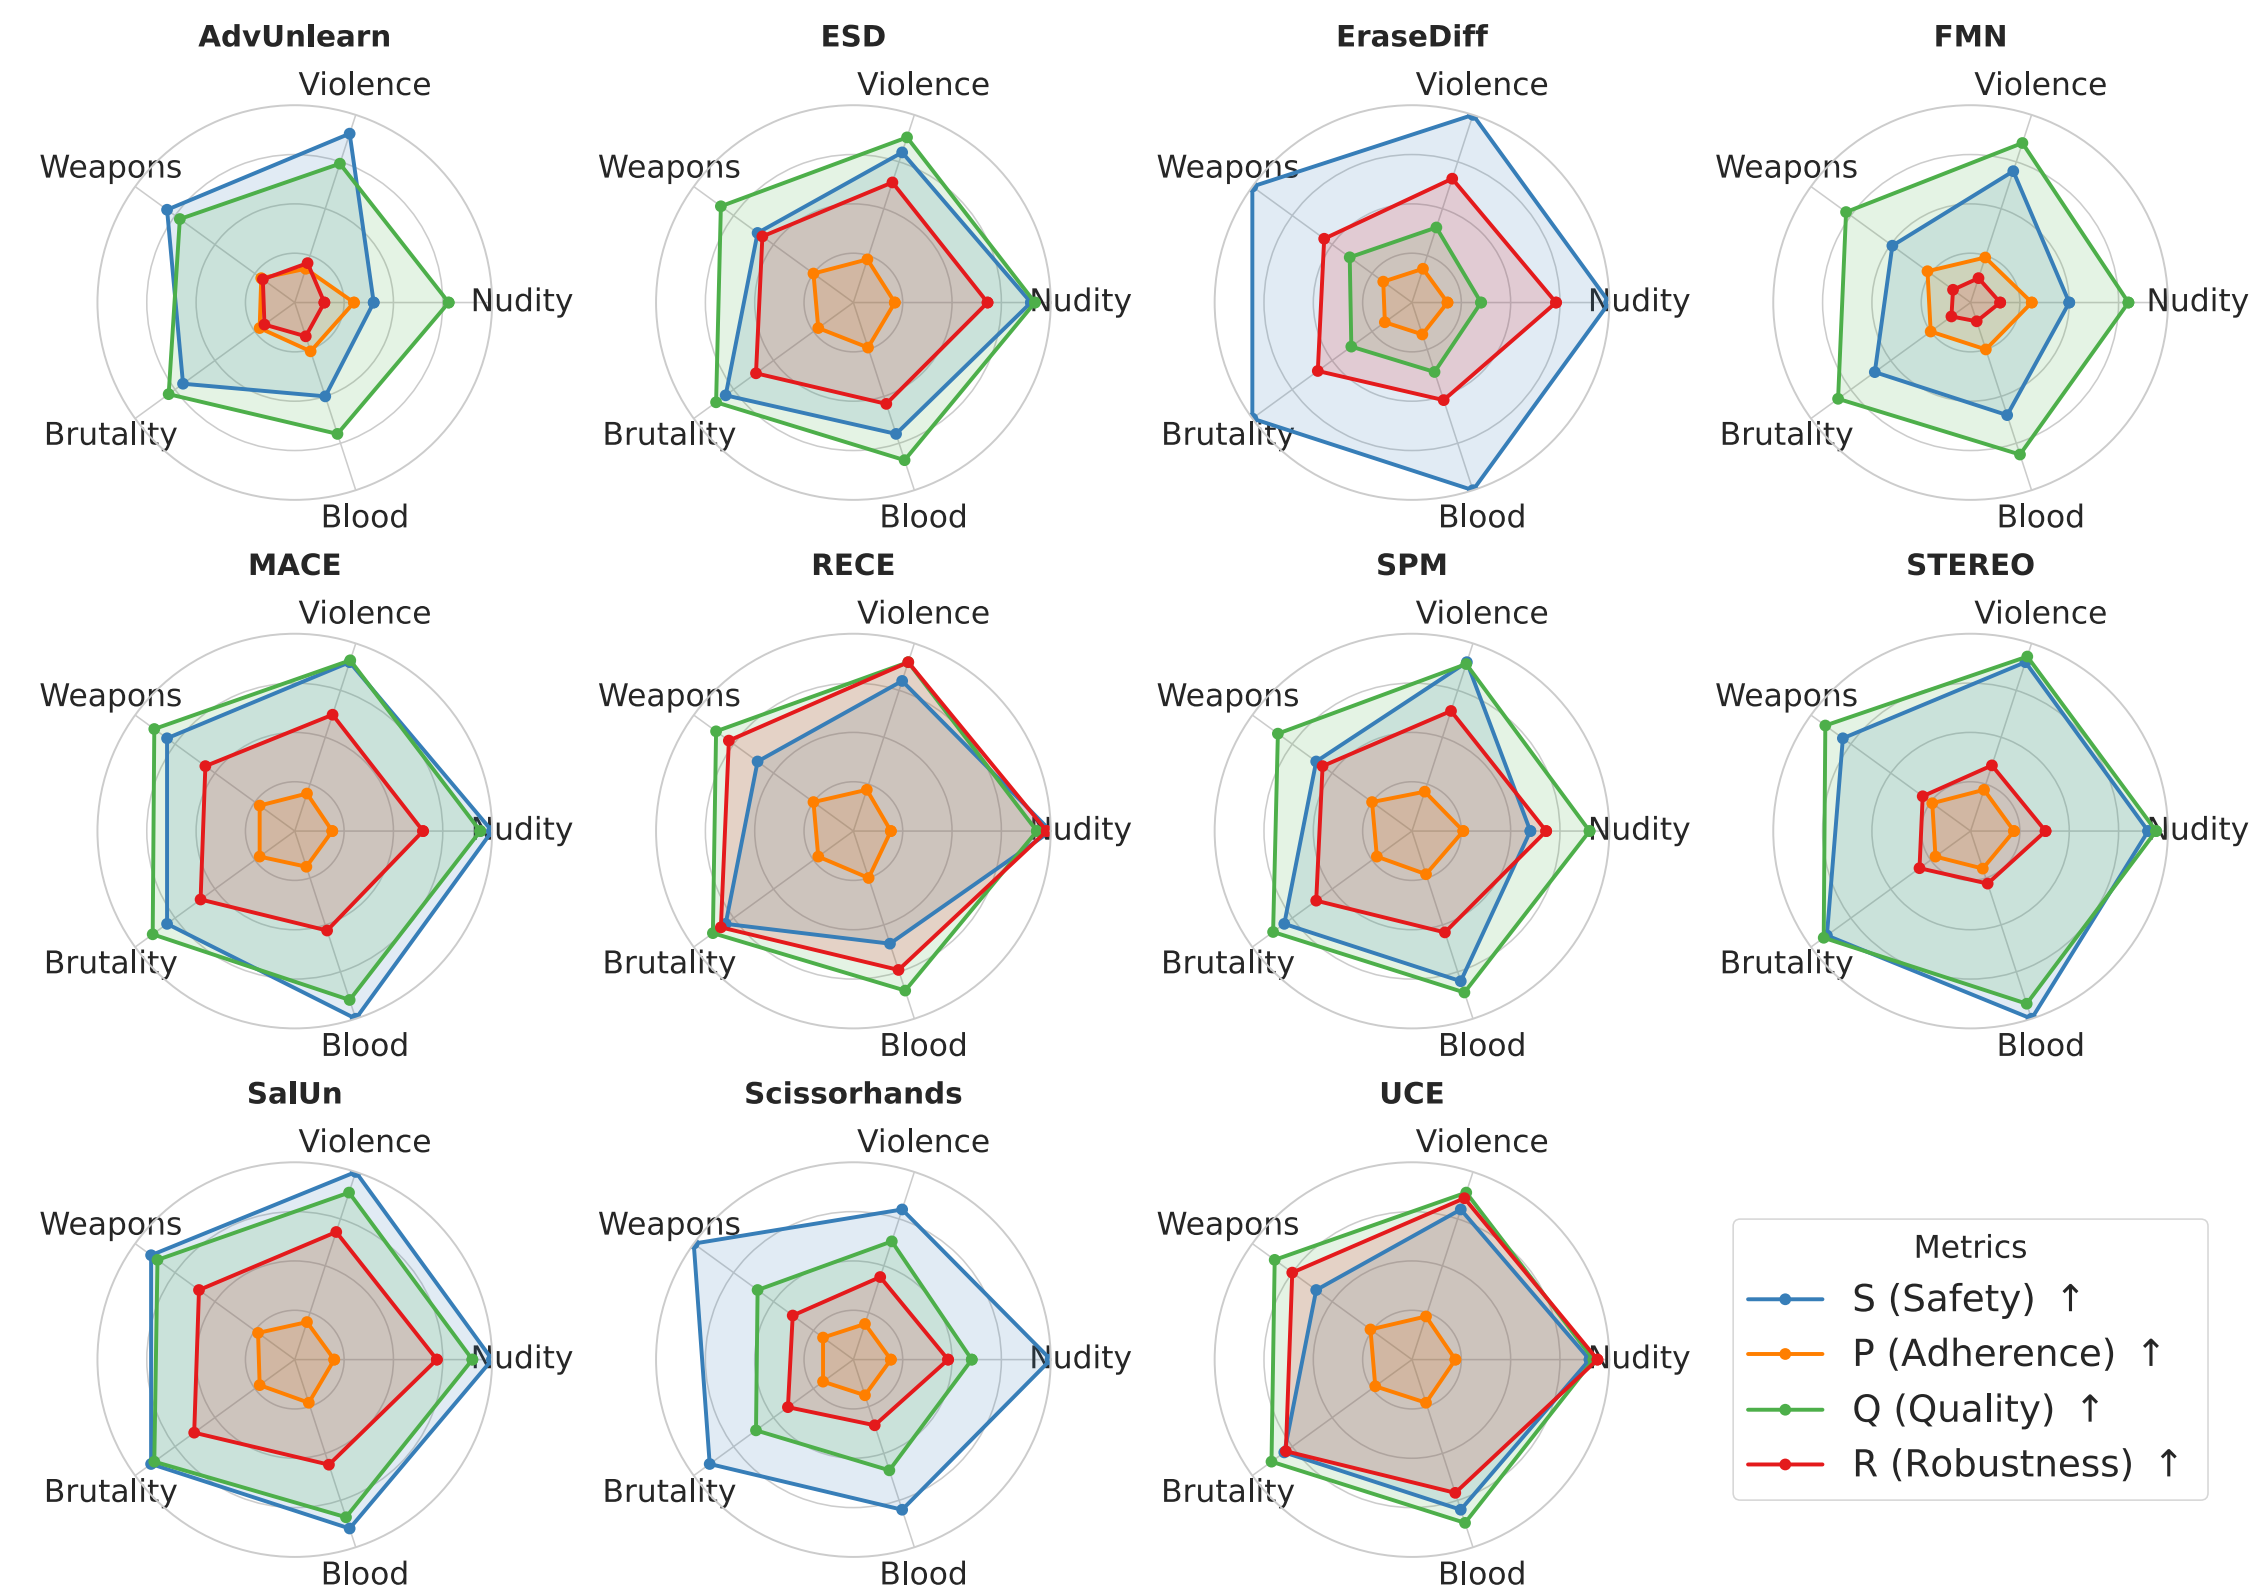 AdvUnlearn
ESD
EraseDiff
FMN
Violence
Violence
Violence
Violence
Weapons
Weapons
Weapons
Weapons
Nudity
Nudity
Nudity
Nudity
Brutality
Brutality
Brutality
Brutality
Blood
Blood
Blood
Blood
MACE
RECE
SPM
STEREO
Violence
Violence
Violence
Violence
Weapons
Weapons
Weapons
Weapons
Nudity
Nudity
Nudity
Nudity
Brutality
Brutality
Brutality
Brutality
Blood
Blood
Blood
Blood
SalUn
Scissorhands
UCE
Violence
Violence
Violence
Weapons
Weapons
Weapons
Nudity
Nudity
Nudity
Brutality
Brutality
Brutality
Blood
Blood
Blood
Metrics
S (Safety) ↑
P (Adherence) ↑
Q (Quality) ↑
R (Robustness) ↑